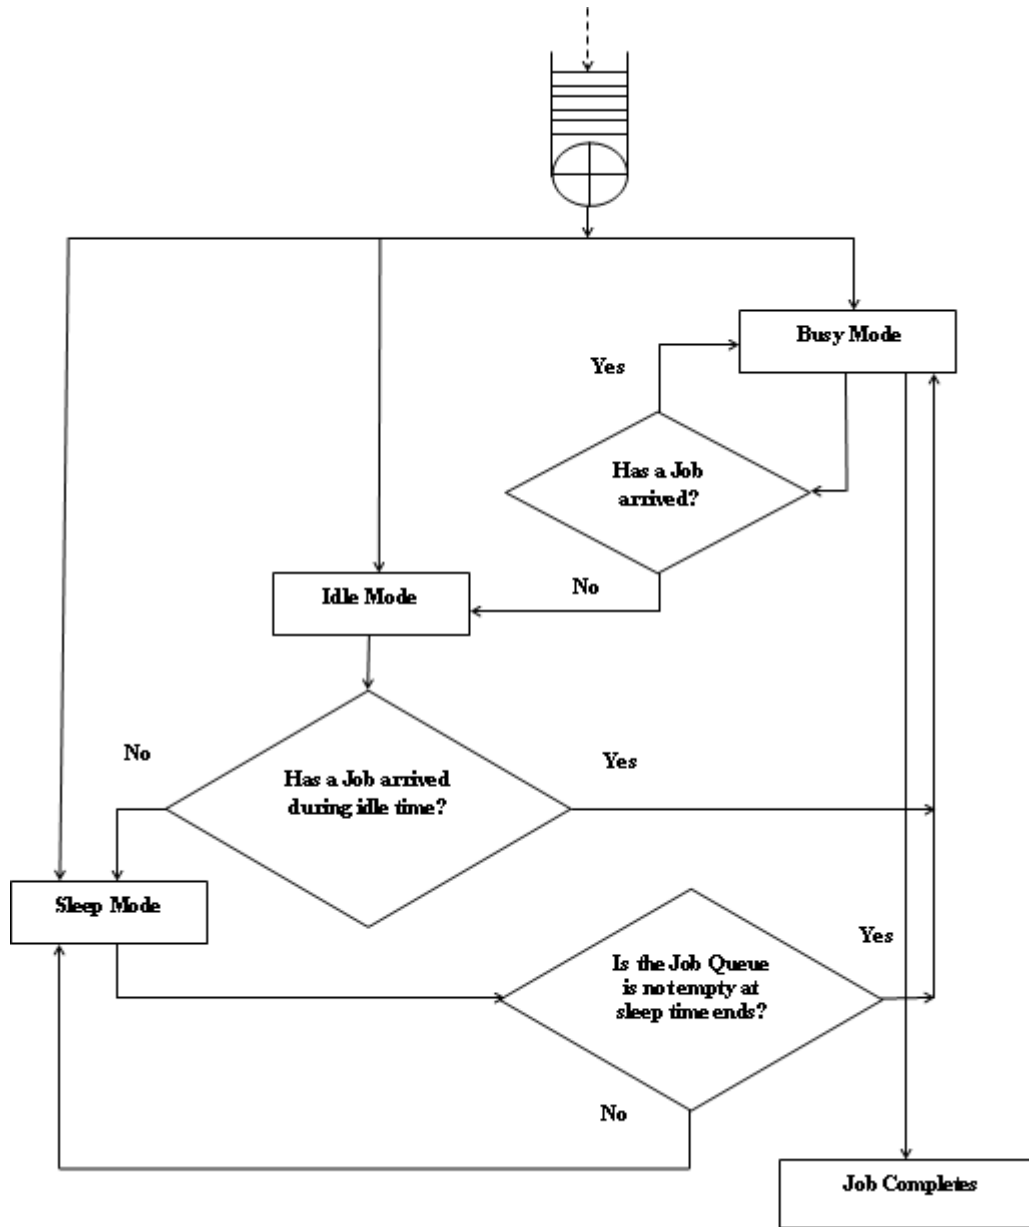 Busy Mode
Yes
Has a Job
arrived?
No
Idle Mode
No
Yes
Has a Job arrived
during idle time?
Sleep Mode
Yes
Is the Job Queue
is not empty at
sleep time ends?
No
Job Completes